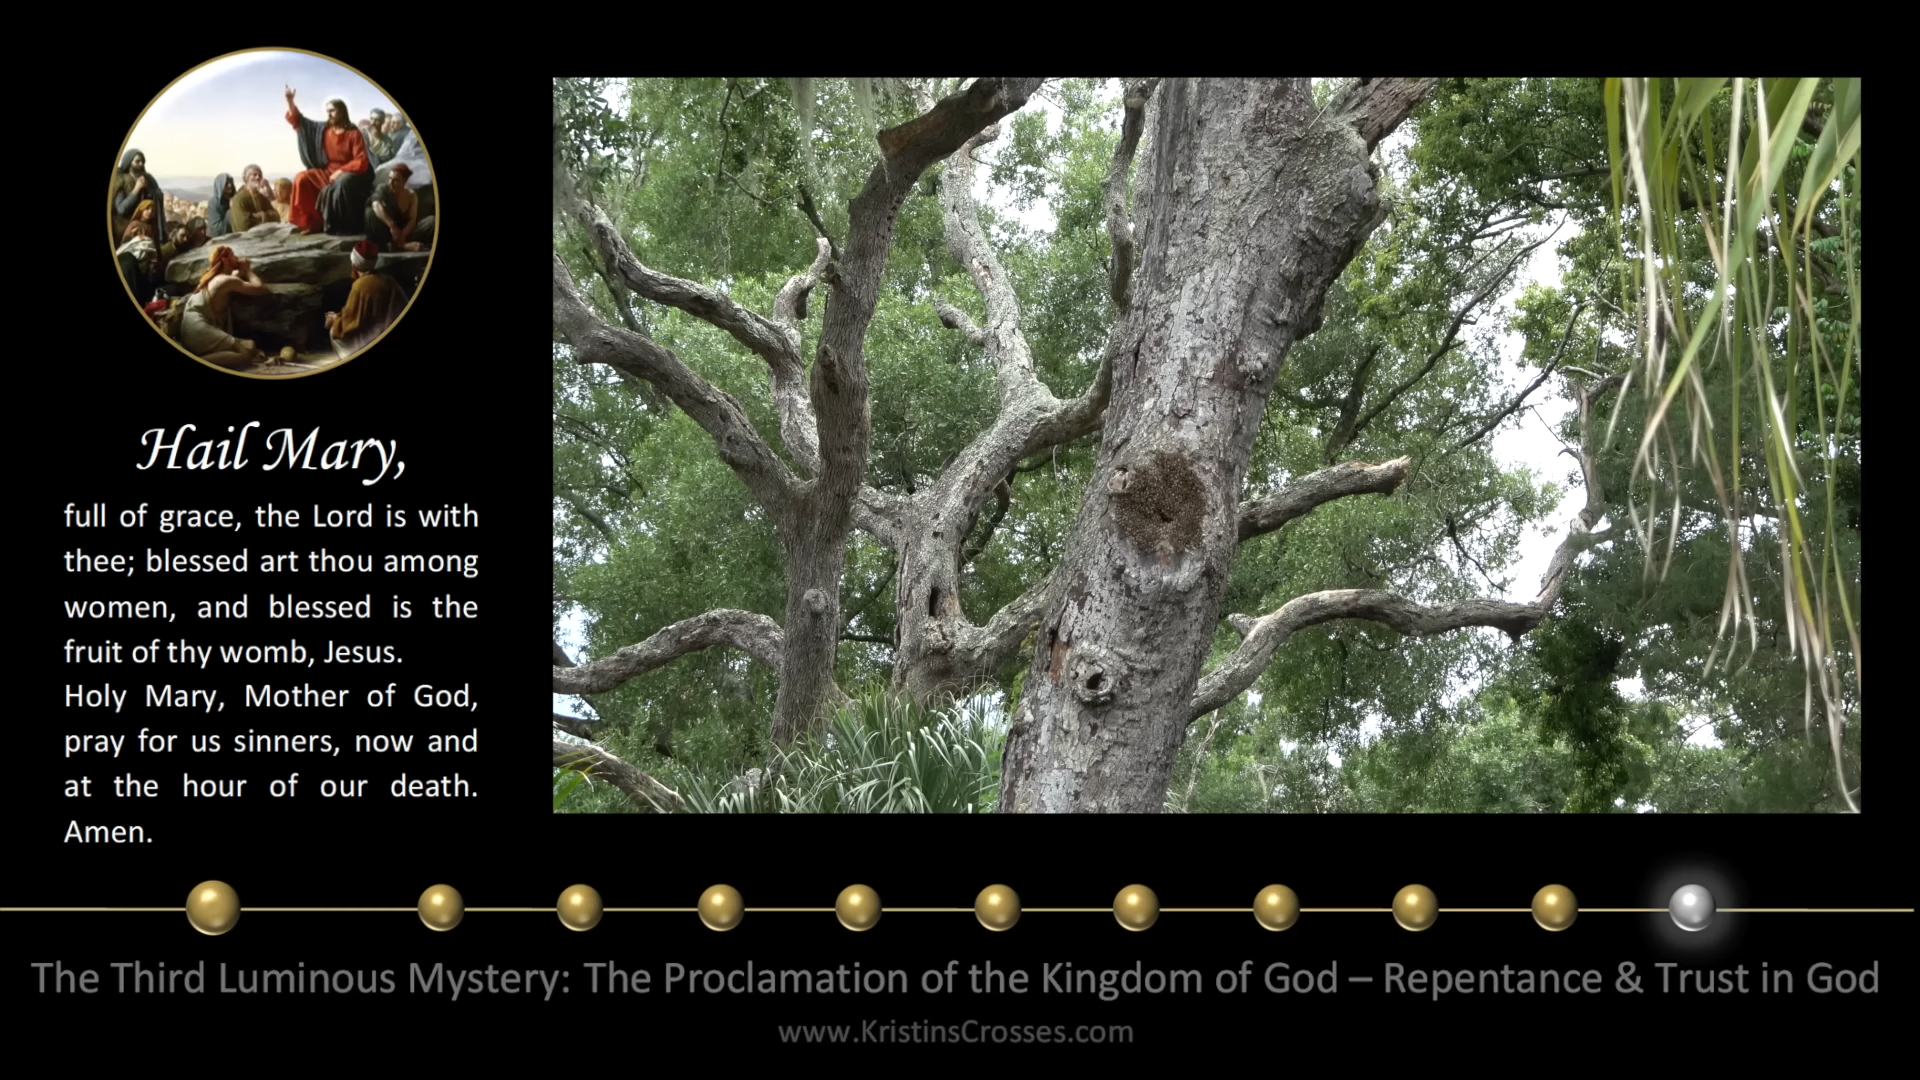 Hail Mary,
full of grace, the Lord is with
thee; blessed art thou among
women, and blessed is the
fruit of thy womb, Jesus.
Holy Mary, Mother of God,
pray for us sinners, now and
at the hour of our death.
Amen.
The Third Luminous Mystery: The Proclamation of the Kingdom of God – Repentance & Trust in God
www.KristinsCrosses.com